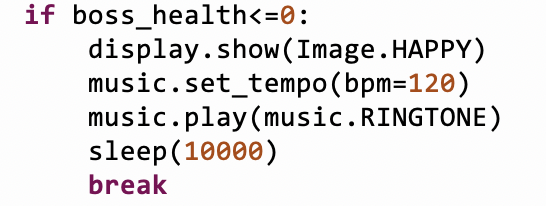 if boss_health<=0:
    display.show(Image.HAPPY)
    music.set_tempo(bpm=120)
    music.play(music.RINGTONE)
    sleep(10000)
    break